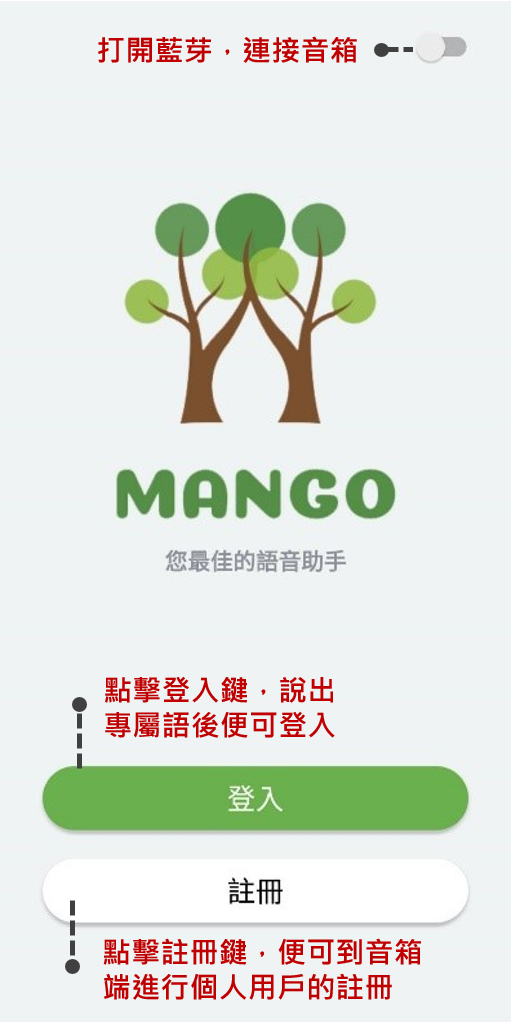 打開藍芽，連接音箱
MANGO
您最佳的語音助手
點擊登入鍵，說出
專屬語後便可登入
登入
註冊
點擊註冊鍵，便可到音箱
端進行個人用戶的註冊